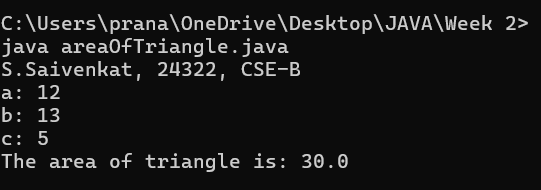 C:\Users\prana\OneDrive\Desktop\JAVA\Week 2>
java areaOfTriangle.java
S.Saivenkat, 24322, CSE-B
a: 12
b: 13
c: 5
The area of triangle is: 30.0